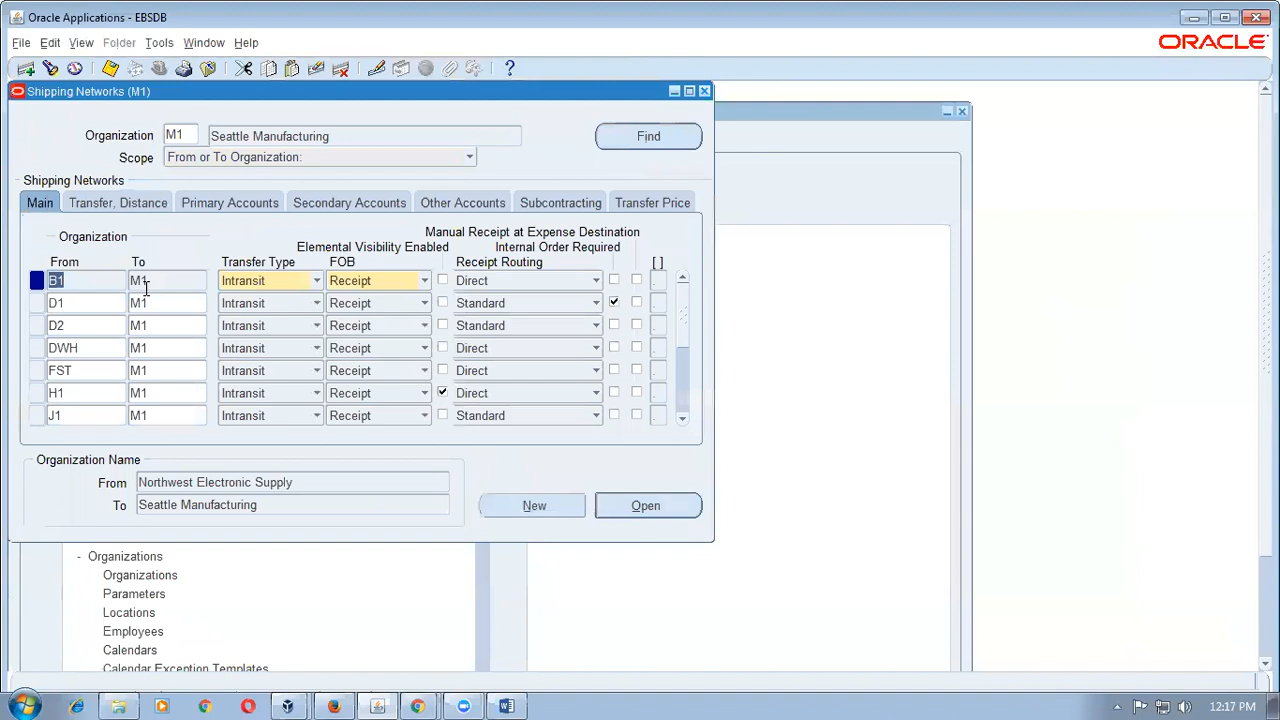 Oracle Applications - EBSDB
File Edit View Folder Tools Window Help
ORACLE
Shipping Networks (M1)
Organization M1 Seattle Manufacturing Find
Scope From or To Organization:
Shipping Networks
Main Transfer, Distance Primary Accounts Secondary Accounts Other Accounts Subcontracting Transfer Price
Manual Receipt at Expense Destination
Organization
Elemental Visibility Enabled Internal Order Required
From To Transfer Type FOB Receipt Routing [ ]
B1 M1 Intransit Receipt Direct
D1 M1 Intransit Receipt Standard
D2 M1 Intransit Receipt Standard
DWH M1 Intransit Receipt Direct
FST M1 Intransit Receipt Direct
H1 M1 Intransit Receipt Direct
J1 M1 Intransit Receipt Standard
Organization Name
From Northwest Electronic Supply
To Seattle Manufacturing
New Open
- Organizations
Organizations
Parameters
Locations
Employees
Calendars
Calendar Exception Templates
12:17 PM